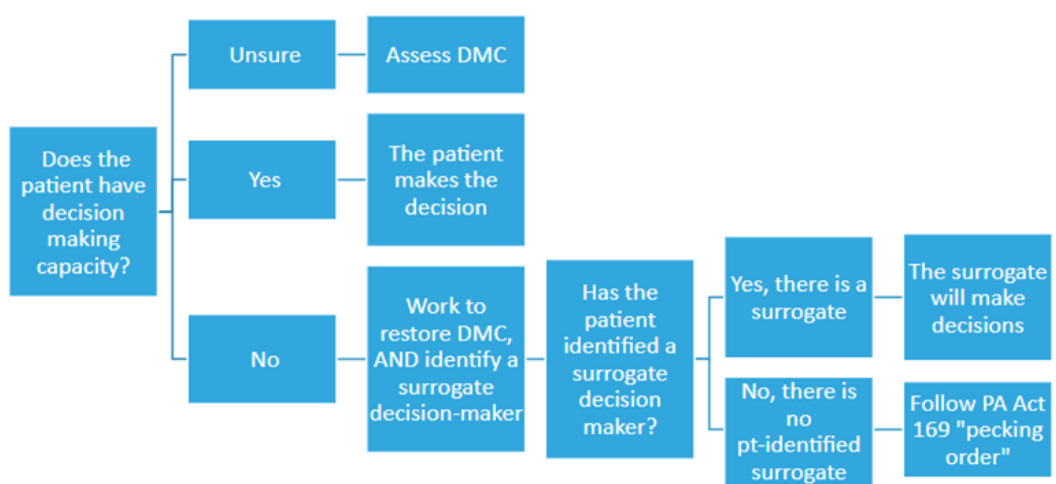 Does the
patient have
decision
making
capacity?
Unsure
Assess DMC
Yes
The patient
makes the
decision
No
Work to
restore DMC,
AND identify a
surrogate
decision-maker
Has the
patient
identified a
surrogate
decision
maker?
Yes, there is a
surrogate
The surrogate
will make
decisions
No, there is
no
pt-identified
surrogate
Follow PA Act
169 "pecking
order"